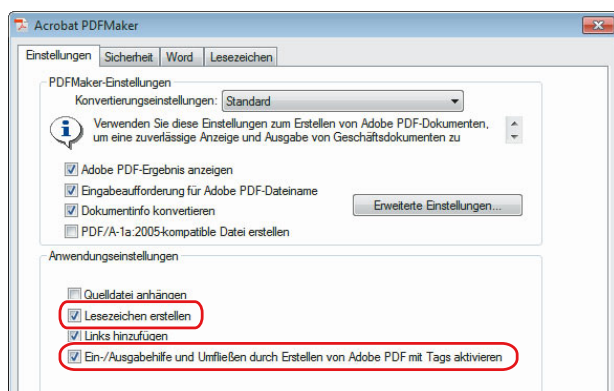 Acrobat PDFMaker
Einstellungen Sicherheit Word Lesezeichen
PDFMaker-Einstellungen
Konvertierungseinstellungen: Standard
Verwenden Sie diese Einstellungen zum Erstellen von Adobe PDF-Dokumenten,
um eine zuverlässige Anzeige und Ausgabe von Geschäftsdokumenten zu
Adobe PDF-Ergebnis anzeigen
Eingabeaufforderung für Adobe PDF-Dateiname
Dokumentinfo konvertieren
Erweiterte Einstellungen...
PDF/A-1a:2005-kompatible Datei erstellen
Anwendungseinstellungen
Quelldatei anhängen
Lesezeichen erstellen
Links hinzufügen
Ein-/Ausgabehilfe und Umfließen durch Erstellen von Adobe PDF mit Tags aktivieren